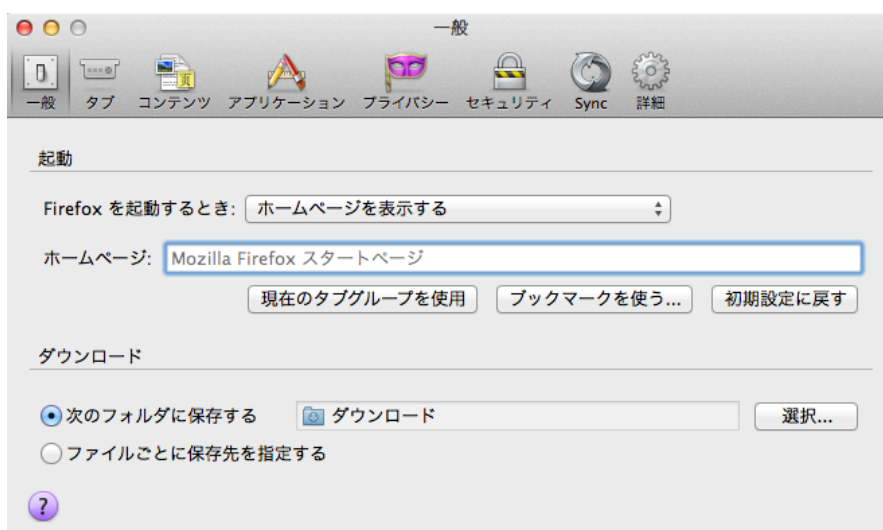 一般
一般 タブ コンテンツ アプリケーション プライバシー セキュリティ Sync 詳細
起動
Firefox を起動するとき: ホームページを表示する
ホームページ: Mozilla Firefox スタートページ
現在のタブグループを使用 ブックマークを使う... 初期設定に戻す
ダウンロード
次のフォルダに保存する ダウンロード 選択...
ファイルごとに保存先を指定する
?